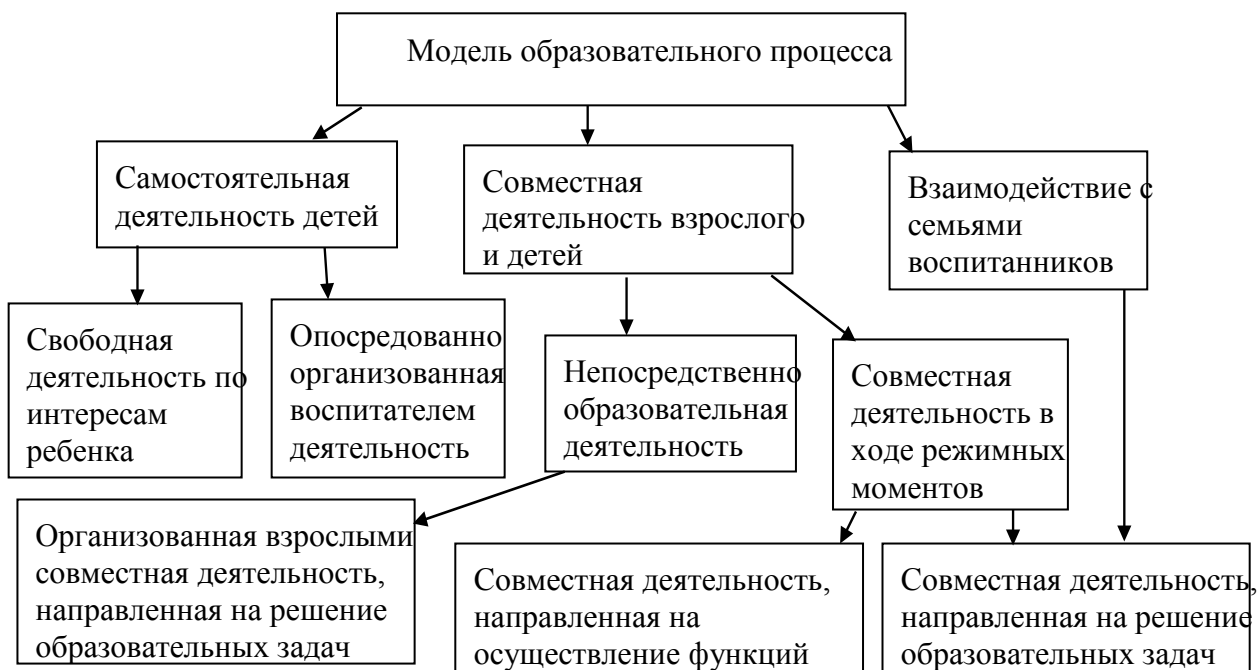 Модель образовательного процесса
Самостоятельная
деятельность детей
Совместная
деятельность взрослого
и детей
Взаимодействие с
семьями
воспитанников
Свободная
деятельность по
интересам
ребенка
Опосредованно
организованная
воспитателем
деятельность
Непосредственно
образовательная
деятельность
Совместная
деятельность в
ходе режимных
моментов
Организованная взрослыми
совместная деятельность,
направленная на решение
образовательных задач
Совместная деятельность,
направленная на
осуществление функций
Совместная деятельность,
направленная на решение
образовательных задач